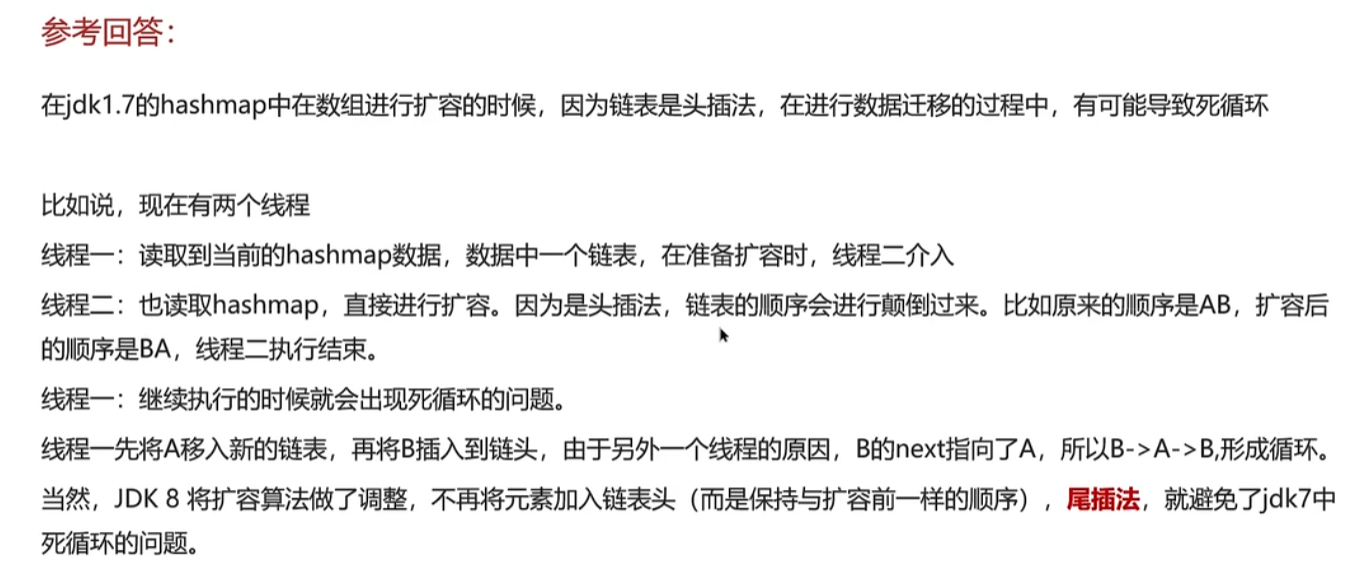 参考回答：
在jdk1.7的hashmap中在数组进行扩容的时候，因为链表是头插法，在进行数据迁移的过程中，有可能导致死循环
比如说，现在有两个线程
线程一：读取到当前的hashmap数据，数据中一个链表，在准备扩容时，线程二介入
线程二：也读取hashmap，直接进行扩容。因为是头插法，链表的顺序会进行颠倒过来。比如原来的顺序是AB，扩容后
的顺序是BA，线程二执行结束。
线程一：继续执行的时候就会出现死循环的问题。
线程一先将A移入新的链表，再将B插入到链头，由于另外一个线程的原因，B的next指向了A，所以B->A->B,形成循环。
当然，JDK 8 将扩容算法做了调整，不再将元素加入链表头（而是保持与扩容前一样的顺序），尾插法，就避免了jdk7中
死循环的问题。